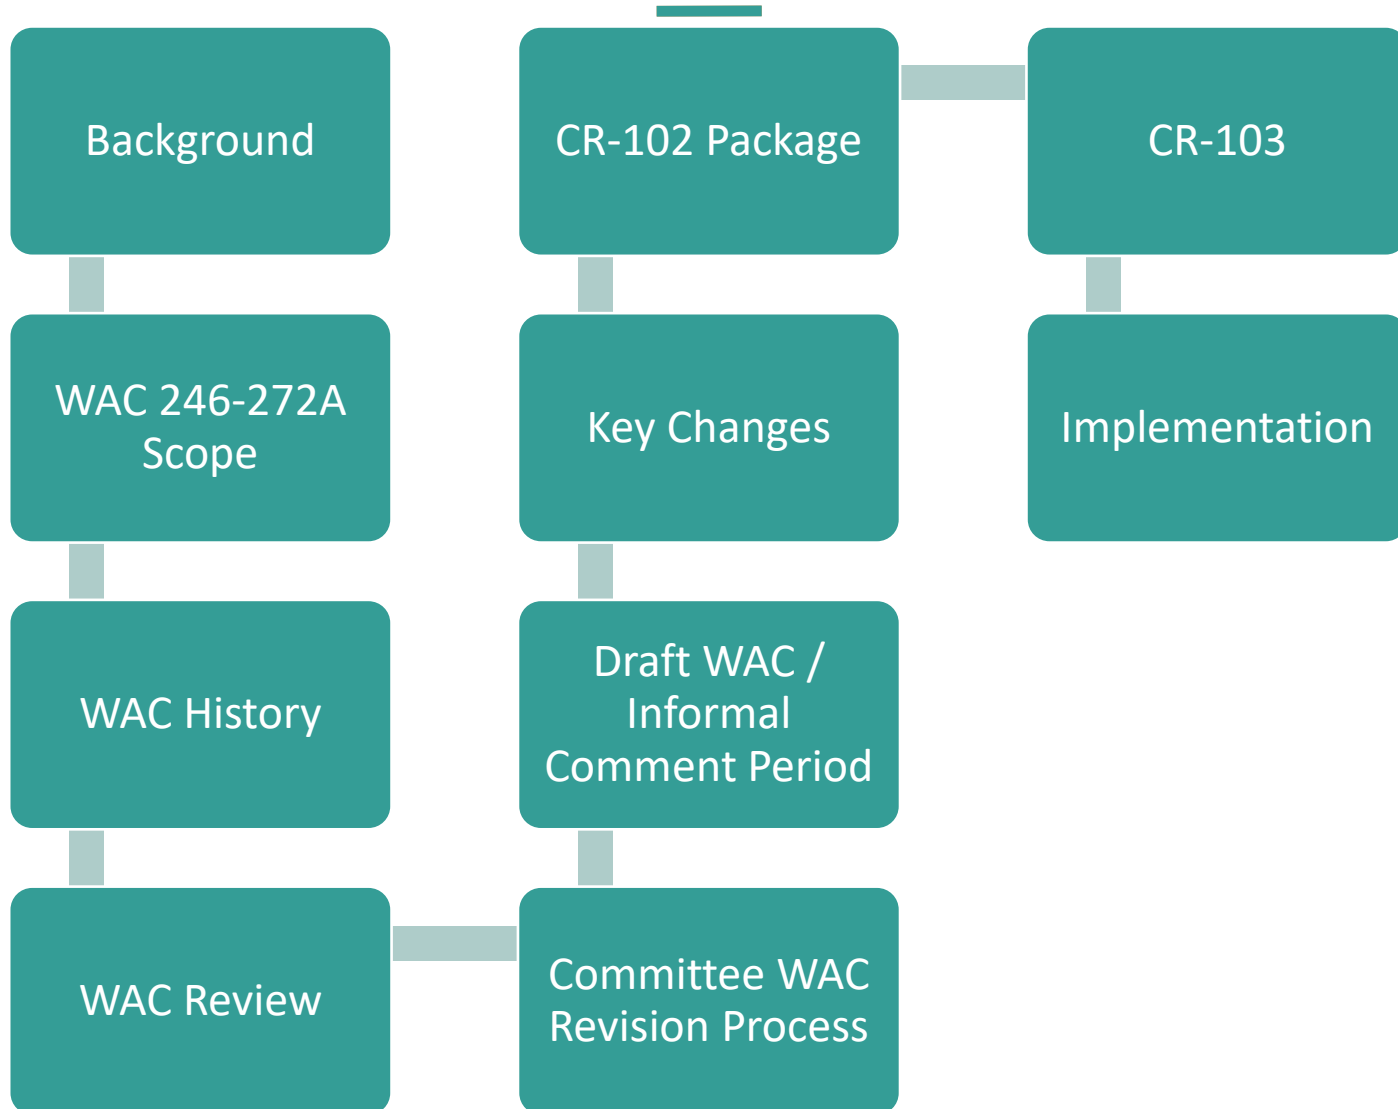 Background
WAC 246-272A
Scope
WAC History
WAC Review
Committee WAC
Revision Process
Draft WAC /
Informal
Comment Period
Key Changes
CR-102 Package
CR-103
Implementation